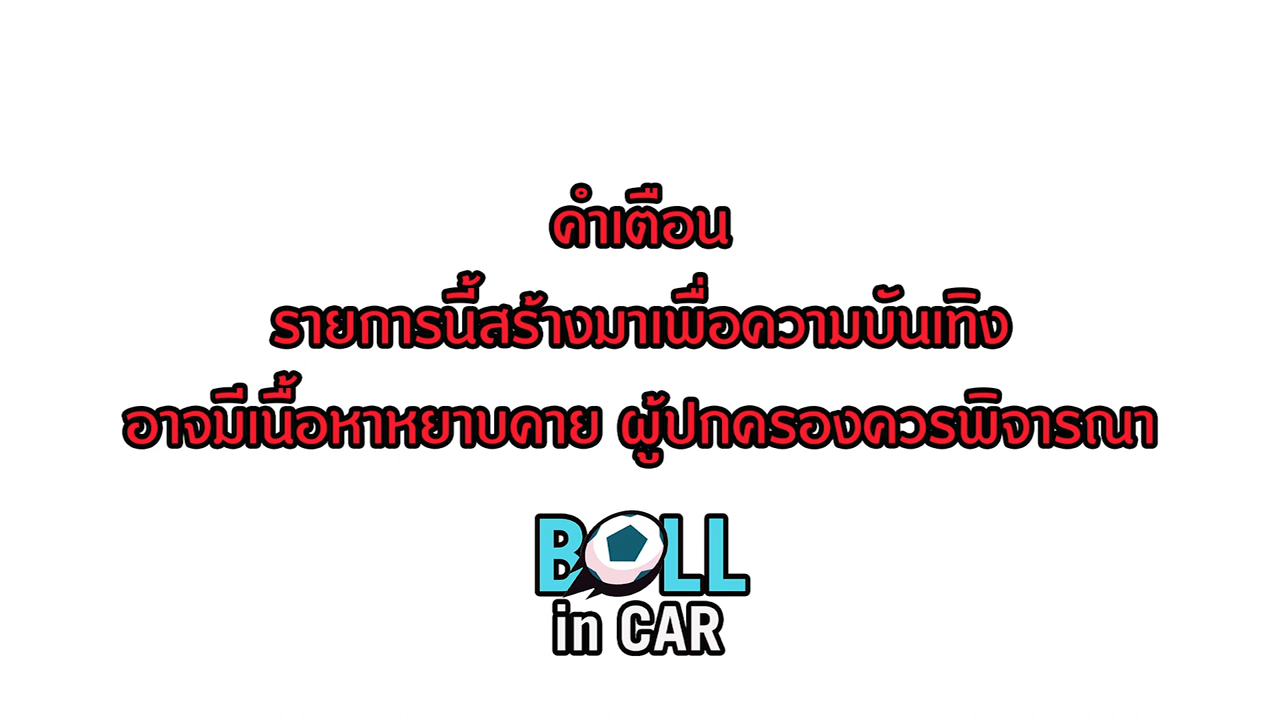 คำเตือน
รายการนี้สร้างมาเพื่อความบันเทิง
อาจมีเนื้อหาหยาบคาย ผู้ปกครองควรพิจารณา
BOLL
in CAR